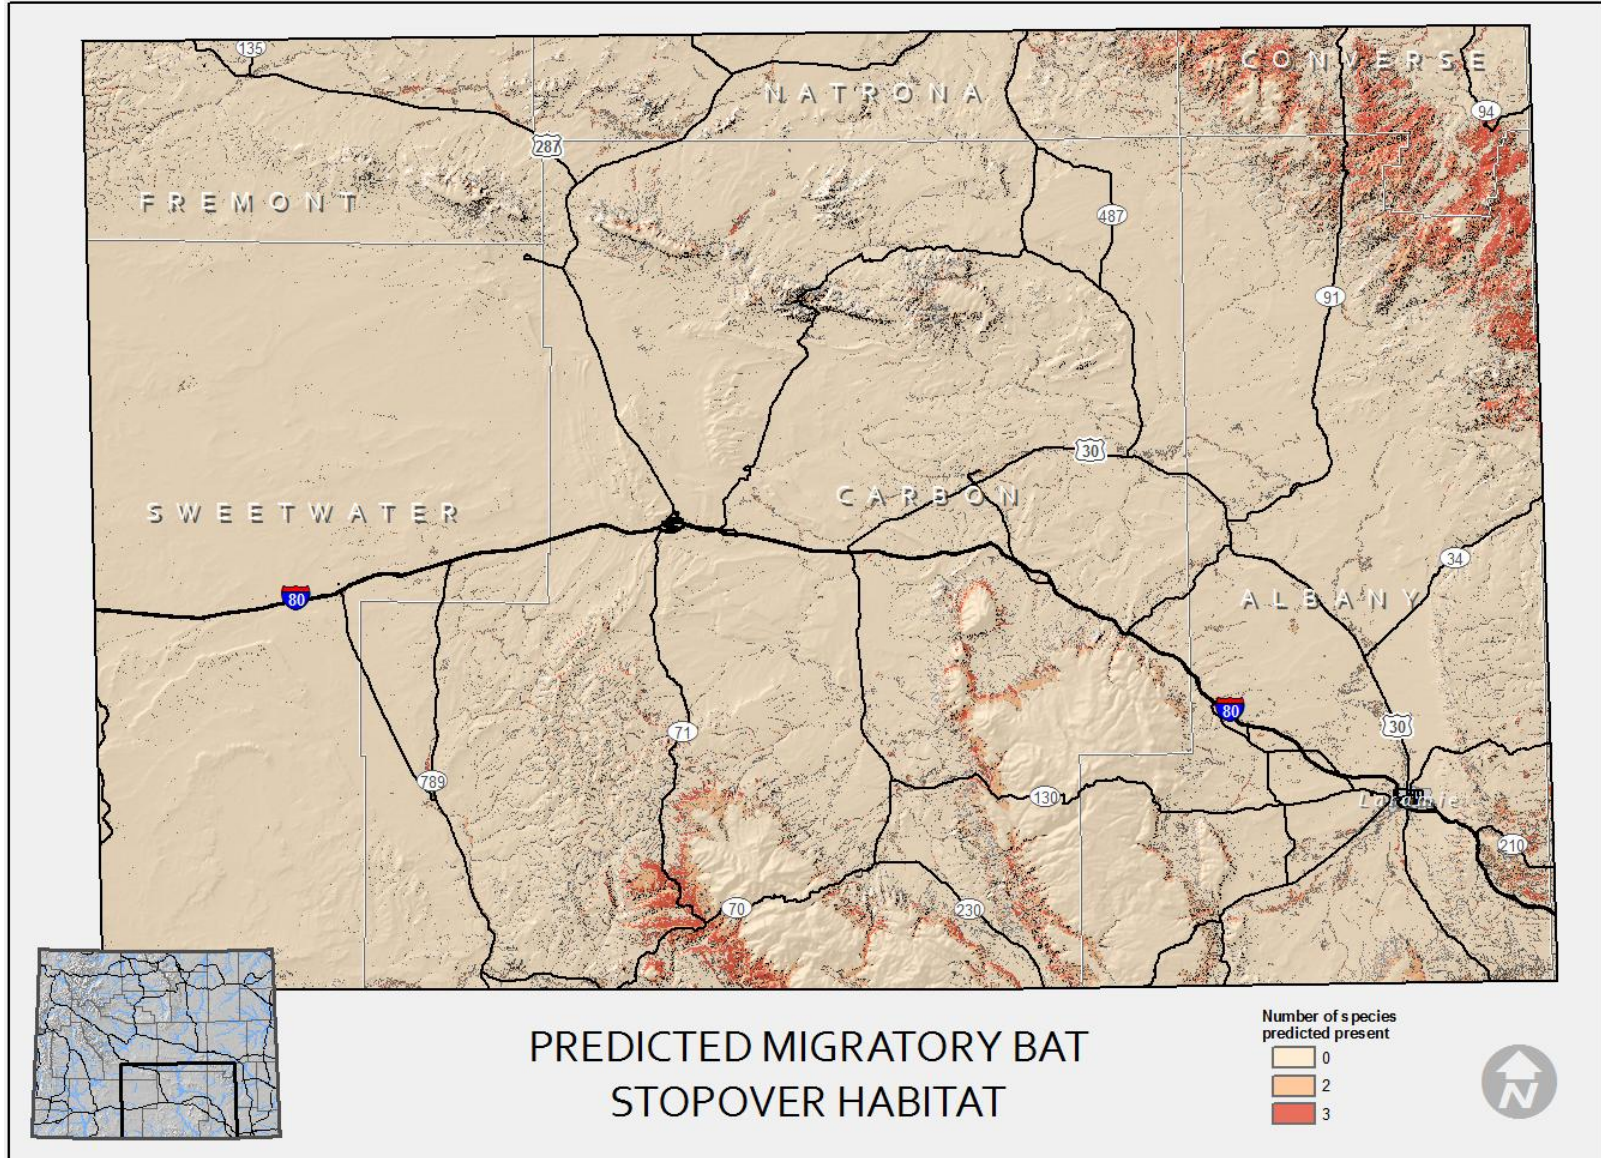 135
CONVERSE
NATRONA
94
287
FREMONT
487
91
30
CARBON
SWEETWATER
34
80
ALBANY
80
71
30
789
130
Laramie
210
70
230
PREDICTED MIGRATORY BAT
STOPOVER HABITAT
Number of species
predicted present
0
2
3
N